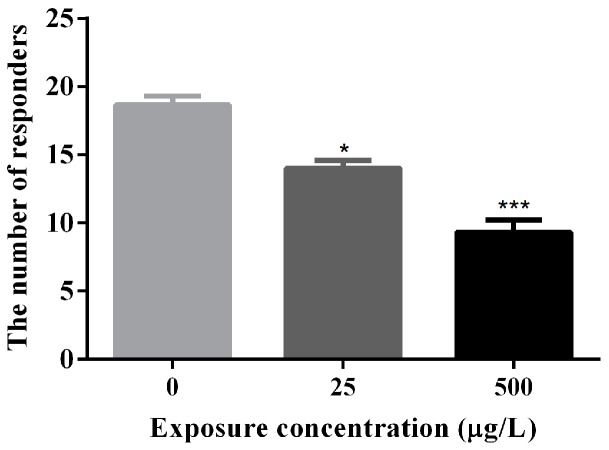 The number of responders
25
20
15
10
5
0
*
***
0 25 500
Exposure concentration (μg/L)